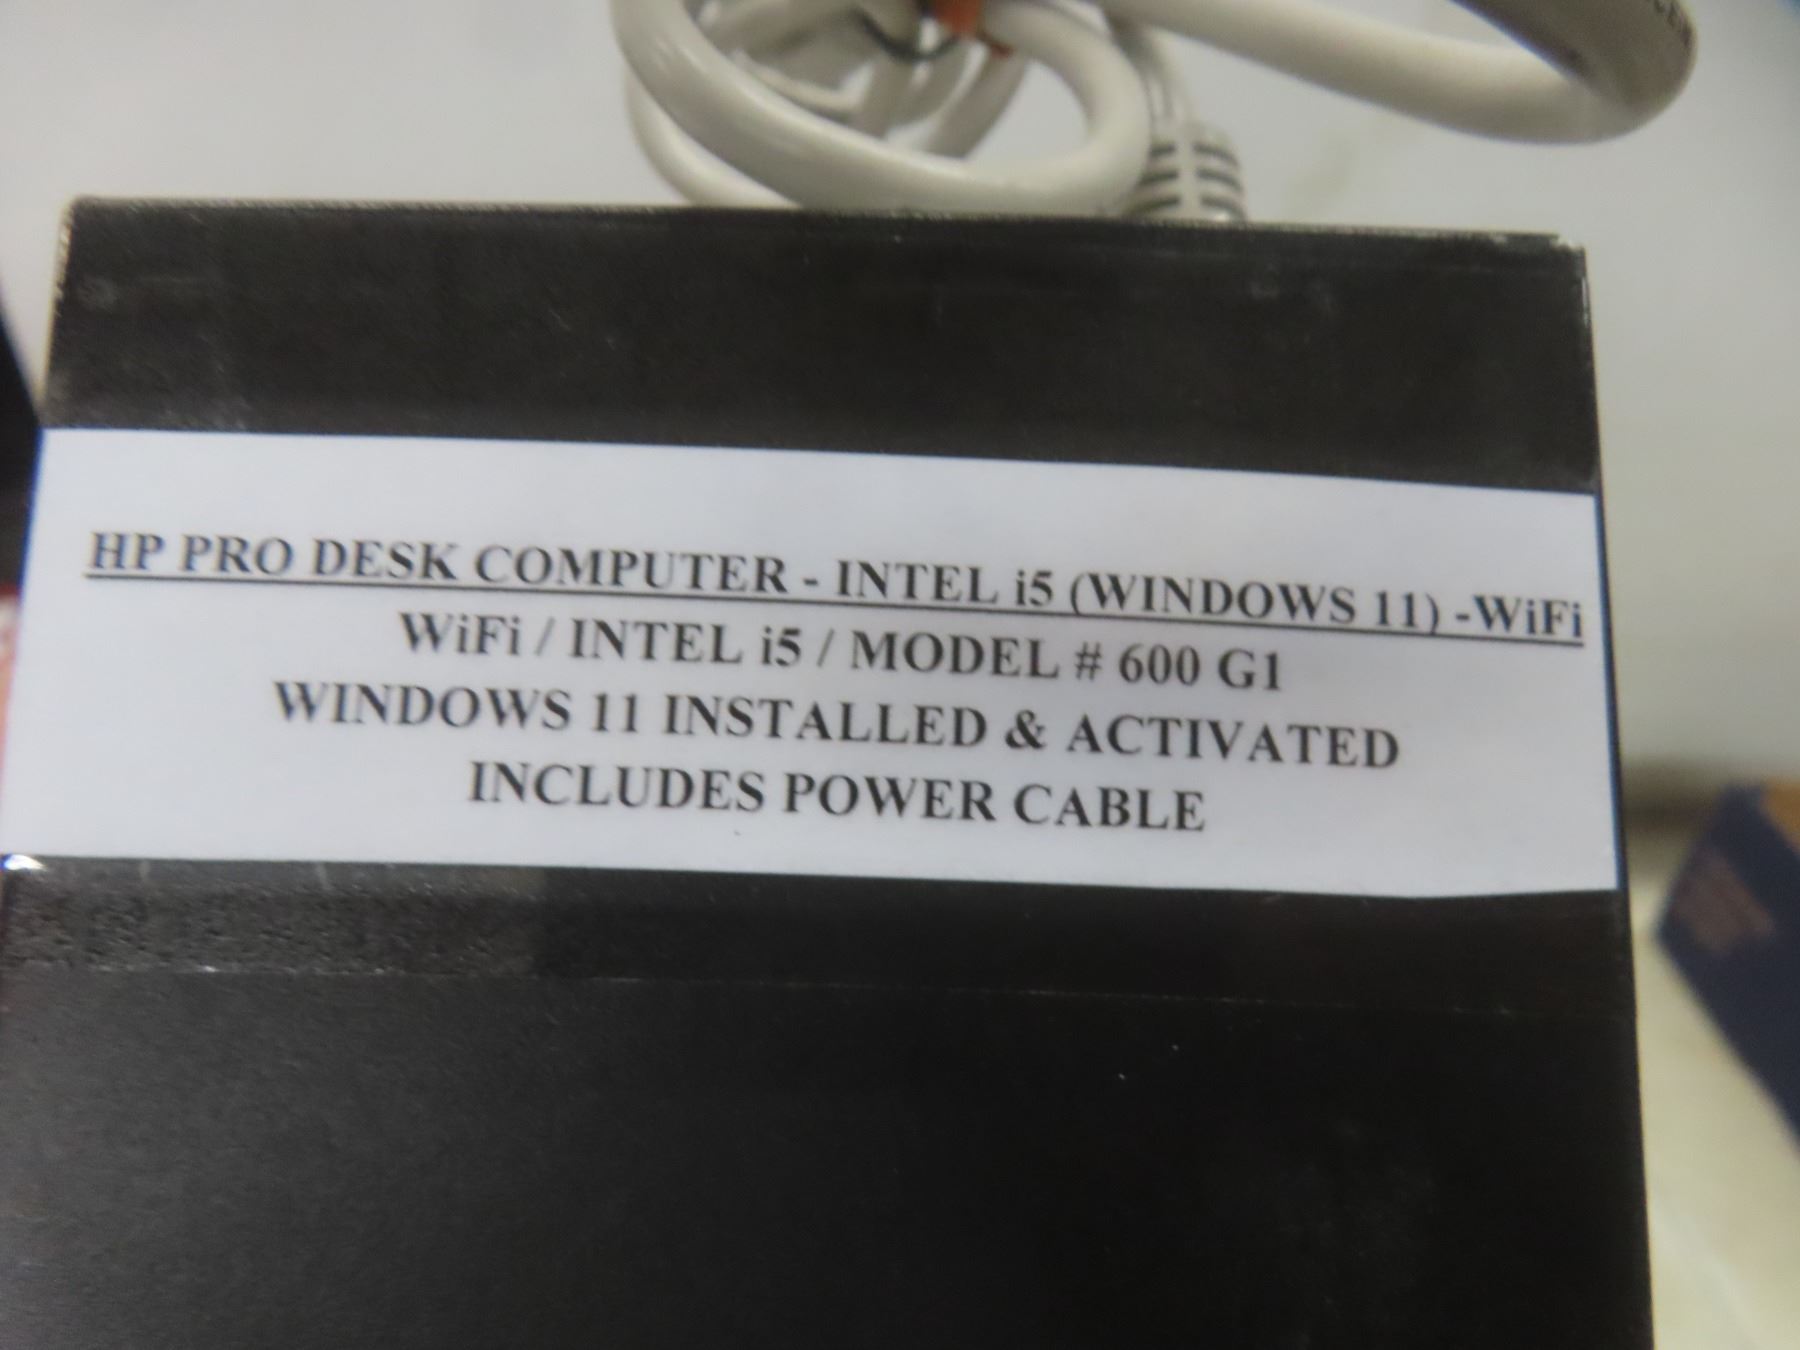 HP PRO DESK COMPUTER - INTEL i5 (WINDOWS 11) -WiFi
WiFi / INTEL i5 / MODEL # 600 G1
WINDOWS 11 INSTALLED & ACTIVATED
INCLUDES POWER CABLE